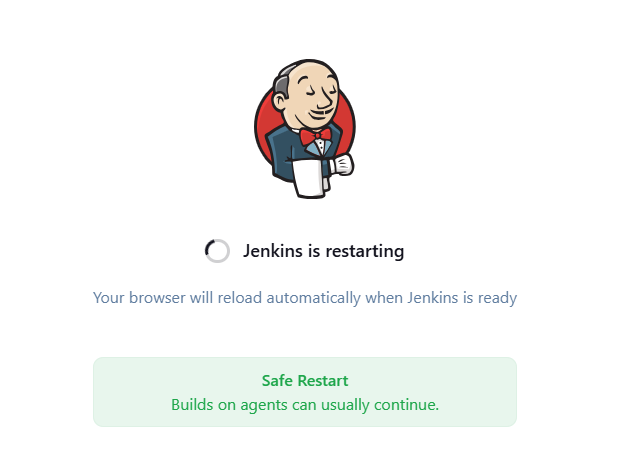 Jenkins is restarting
Your browser will reload automatically when Jenkins is ready
Safe Restart
Builds on agents can usually continue.